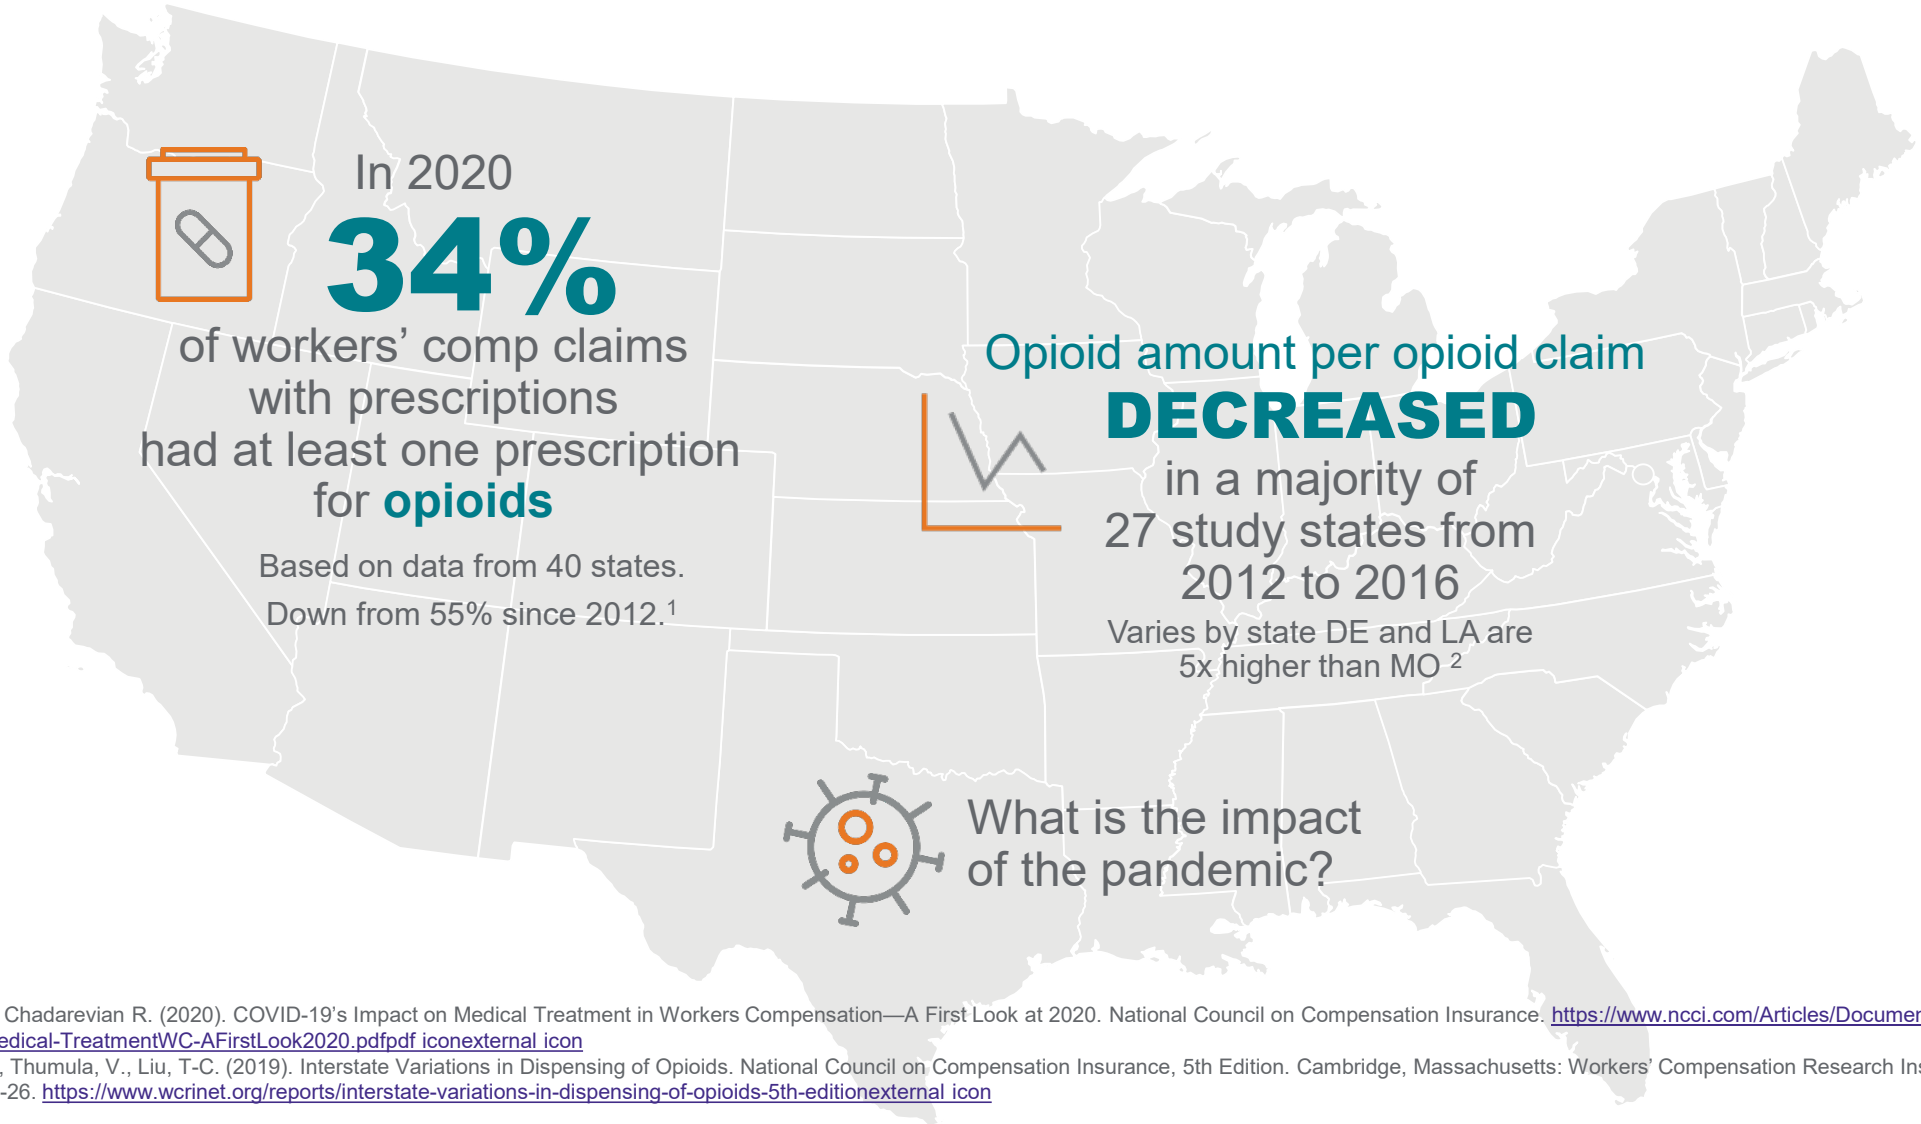 In 2020
34%
of workers’ comp claims
with prescriptions
had at least one prescription
for opioids
Based on data from 40 states.
Down from 55% since 2012.1
Opioid amount per opioid claim
DECREASED
in a majority of
27 study states from
2012 to 2016
Varies by state DE and LA are
5x higher than MO 2
What is the impact
of the pandemic?
Chadarevian R. (2020). COVID-19’s Impact on Medical Treatment in Workers Compensation—A First Look at 2020. National Council on Compensation Insurance. https://www.ncci.com/Articles/Documen
edical-TreatmentWC-AFirstLook2020.pdfpdf iconexternal icon
, Thumula, V., Liu, T-C. (2019). Interstate Variations in Dispensing of Opioids. National Council on Compensation Insurance, 5th Edition. Cambridge, Massachusetts: Workers’ Compensation Research Ins
-26. https://www.wcrinet.org/reports/interstate-variations-in-dispensing-of-opioids-5th-editionexternal icon